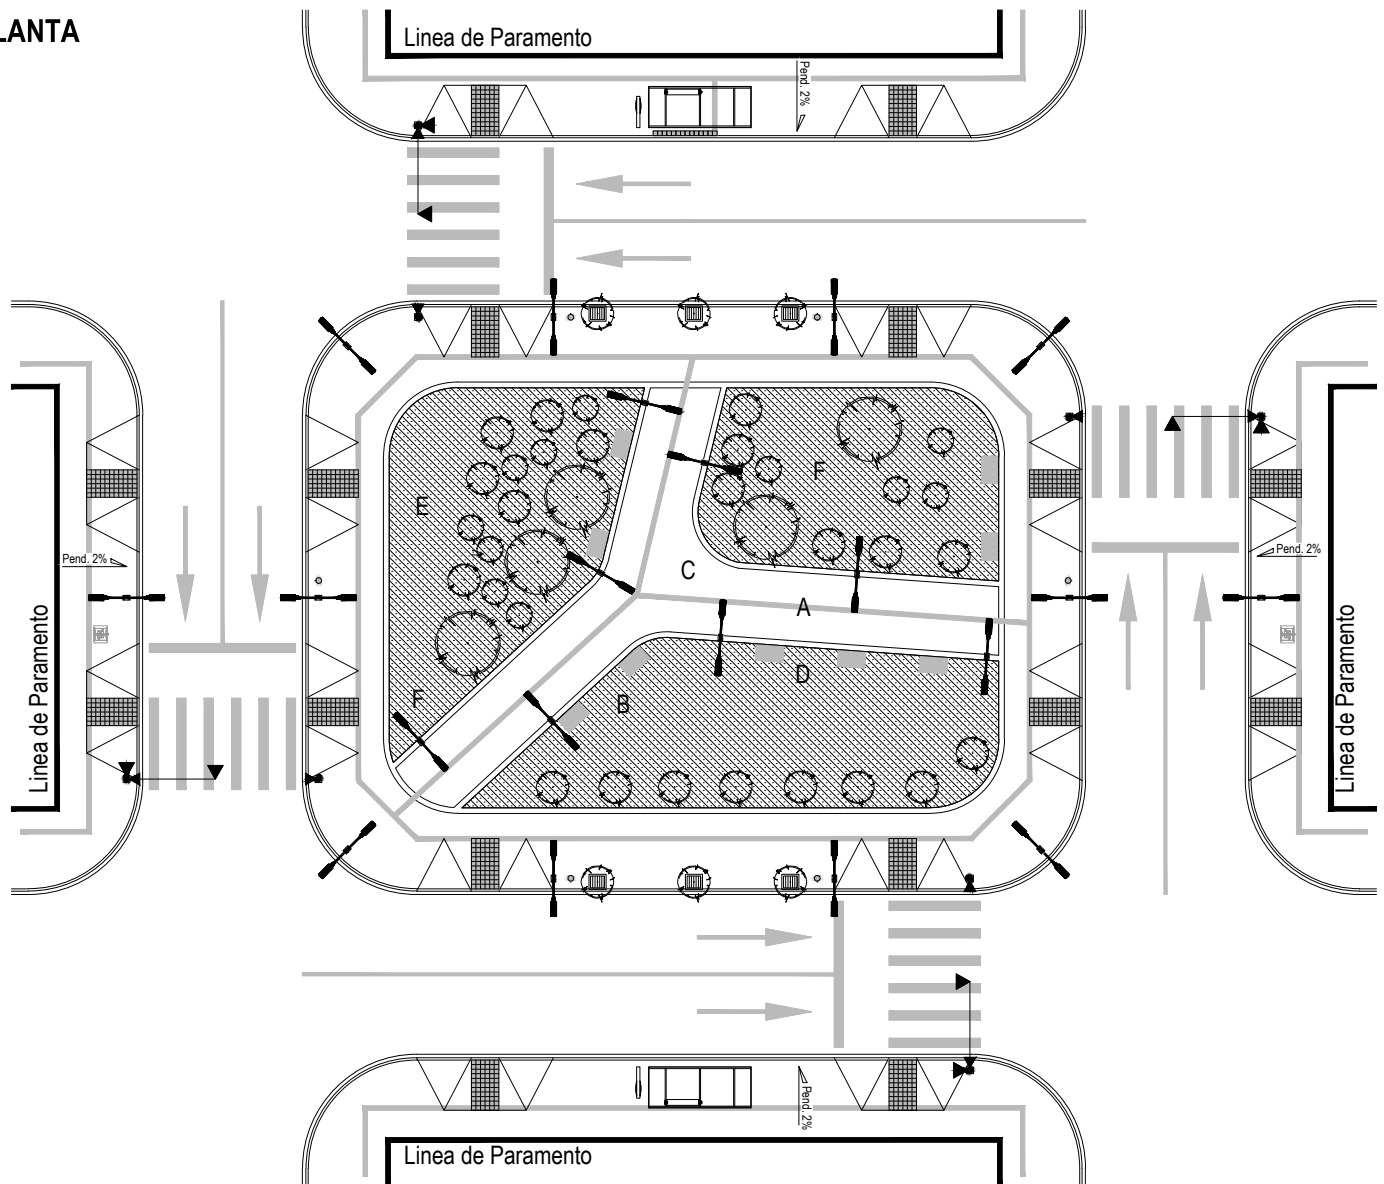 LANTA
Linea de Paramento
Pend. 2%
E
F
C
A
Pend. 2%
Pend. 2%
Linea de Paramento
Linea de Paramento
D
F
B
Pend. 2%
Linea de Paramento